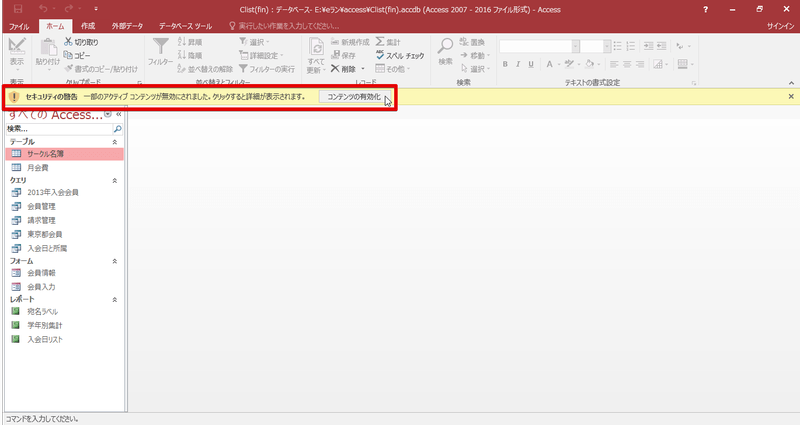 Clist(fin) : データベース- E:¥eラン¥access¥Clist(fin).accdb (Access 2007 - 2016 ファイル形式) - Access
ファイル ホーム 作成 外部データ データベース ツール 実行したい作業を入力してください... サインイン
表示
貼り付け
切り取り
コピー
書式のコピー/貼り付け
フィルター
昇順
降順
並べ替えの解除
選択
詳細設定
フィルターの実行
すべて更新
新規作成
保存
削除
集計
スペル チェック
その他
検索
置換
移動
選択
B I U A
表示 クリップボード 並べ替えとフィルター レコード 検索 テキストの書式設定
セキュリティの警告 一部のアクティブ コンテンツが無効にされました。クリックすると詳細が表示されます。 コンテンツの有効化
すべての Access...
検索...
テーブル
サークル名簿
月会費
クエリ
2013年入会会員
会員管理
請求管理
東京都会員
入会日と所属
フォーム
会員情報
会員入力
レポート
宛名ラベル
学年別集計
入会日リスト
コマンドを入力してください。